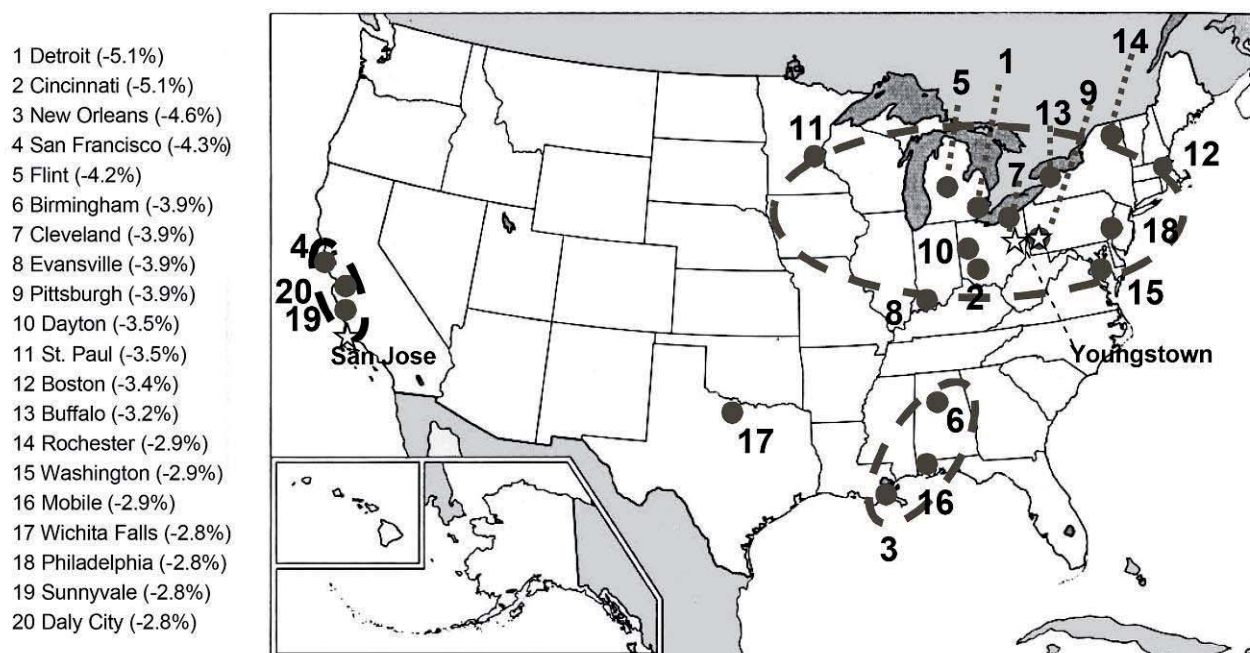 1 Detroit (-5.1%)
2 Cincinnati (-5.1%)
3 New Orleans (-4.6%)
4 San Francisco (-4.3%)
5 Flint (-4.2%)
6 Birmingham (-3.9%)
7 Cleveland (-3.9%)
8 Evansville (-3.9%)
9 Pittsburgh (-3.9%)
10 Dayton (-3.5%)
11 St. Paul (-3.5%)
12 Boston (-3.4%)
13 Buffalo (-3.2%)
14 Rochester (-2.9%)
15 Washington (-2.9%)
16 Mobile (-2.9%)
17 Wichita Falls (-2.8%)
18 Philadelphia (-2.8%)
19 Sunnyvale (-2.8%)
20 Daly City (-2.8%)
14
1
5
9
13
11
12
7
18
4
10
15
20
2
8
19
San Jose
Youngstown
6
17
16
3